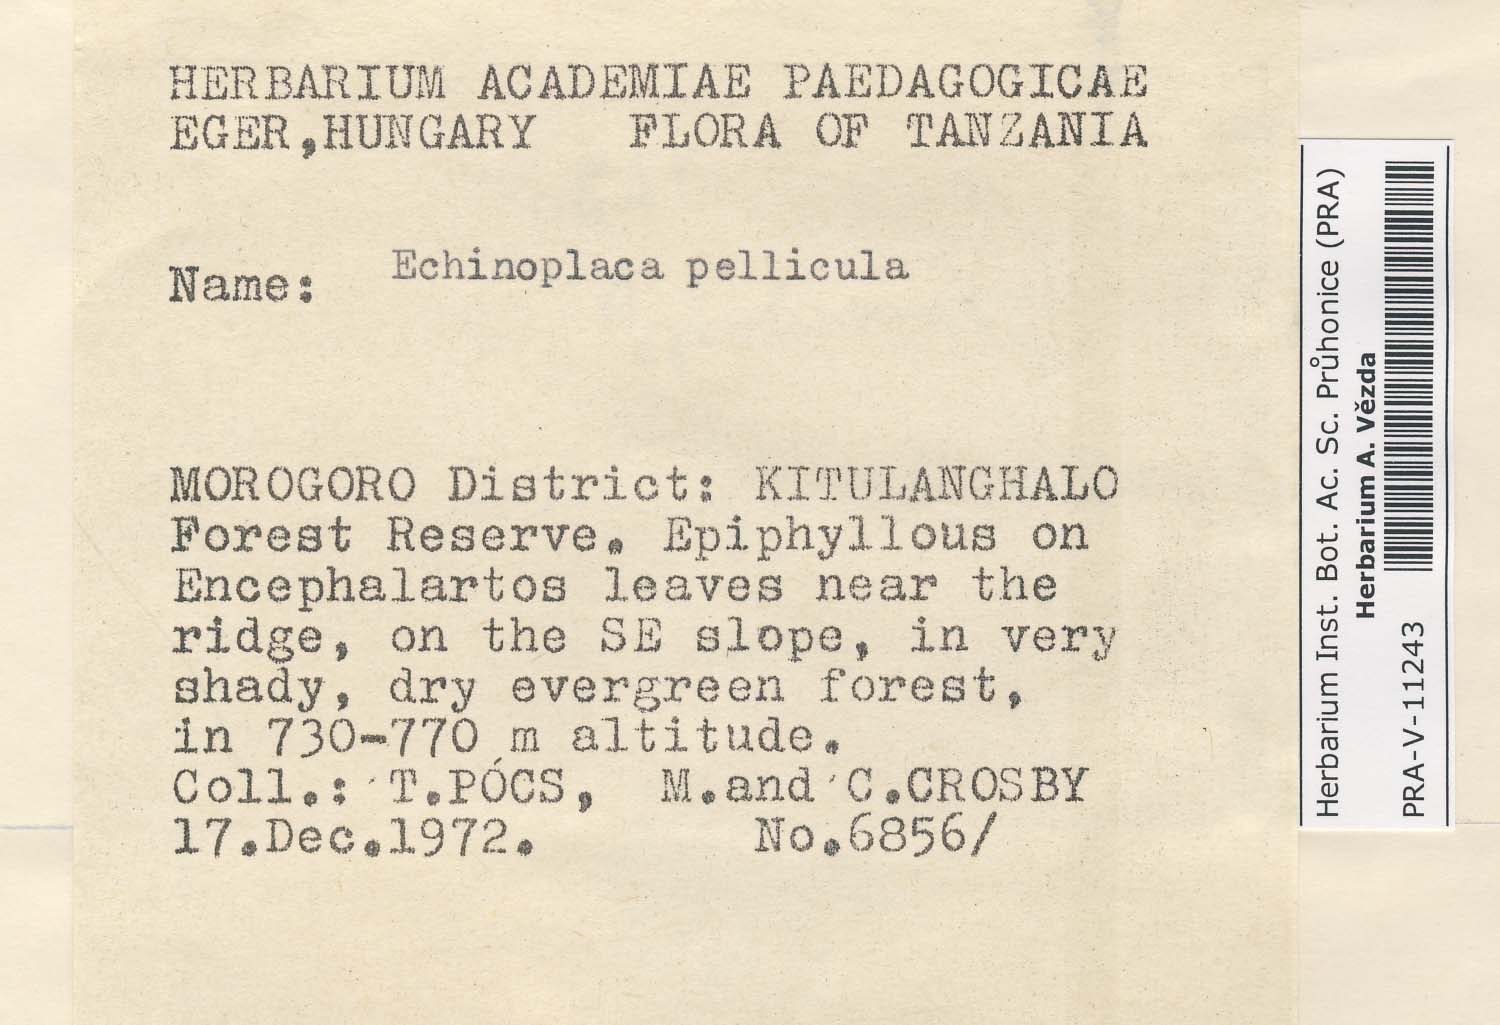 HERBARIUM ACADEMIAE PAEDAGOGICAE
EGER,HUNGARY FLORA OF TANZANIA
Name: Echinoplaca pellicula
MOROGORO District: KITULANGHALO
Forest Reserve. Epiphyllous on
Encephalartos leaves near the
ridge, on the SE slope, in very
shady, dry evergreen forest,
in 730-770 m altitude.
Coll.: T.PÓCS, M.and C.CROSBY
17.Dec.1972. No.6856/
Herbarium Inst. Bot. Ac. Sc. Průhonice (PRA)
Herbarium A. Vězda
PRA-V-11243